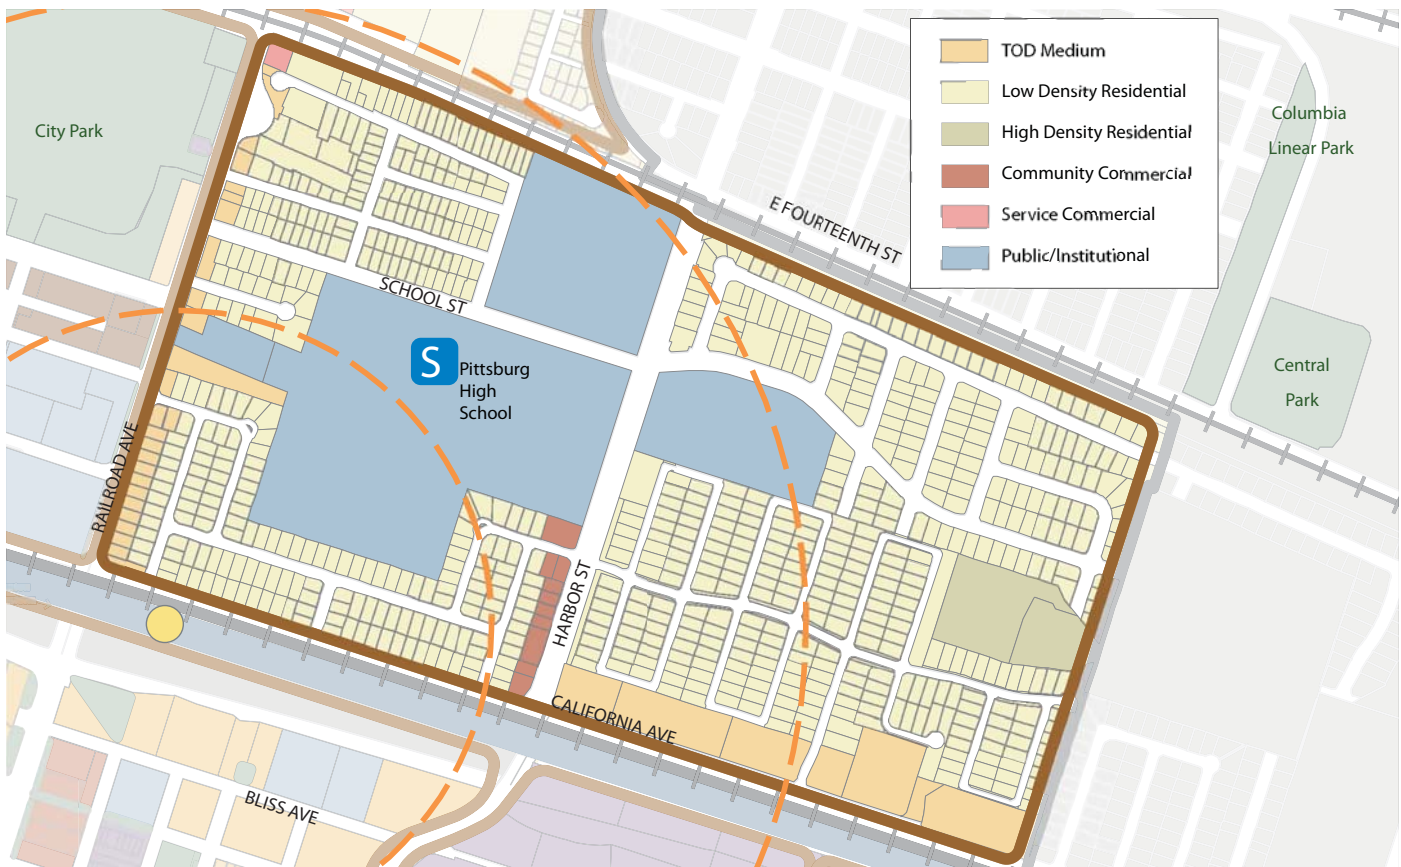 TOD Medium
Low Density Residential
High Density Residential
Community Commercial
Service Commercial
Public/Institutional
City Park
Columbia
Linear Park
E FOURTEENTH ST
SCHOOL ST
S
Pittsburg
High
School
Central
Park
RAILROAD AVE
HARBOR ST
CALIFORNIA AVE
BLISS AVE